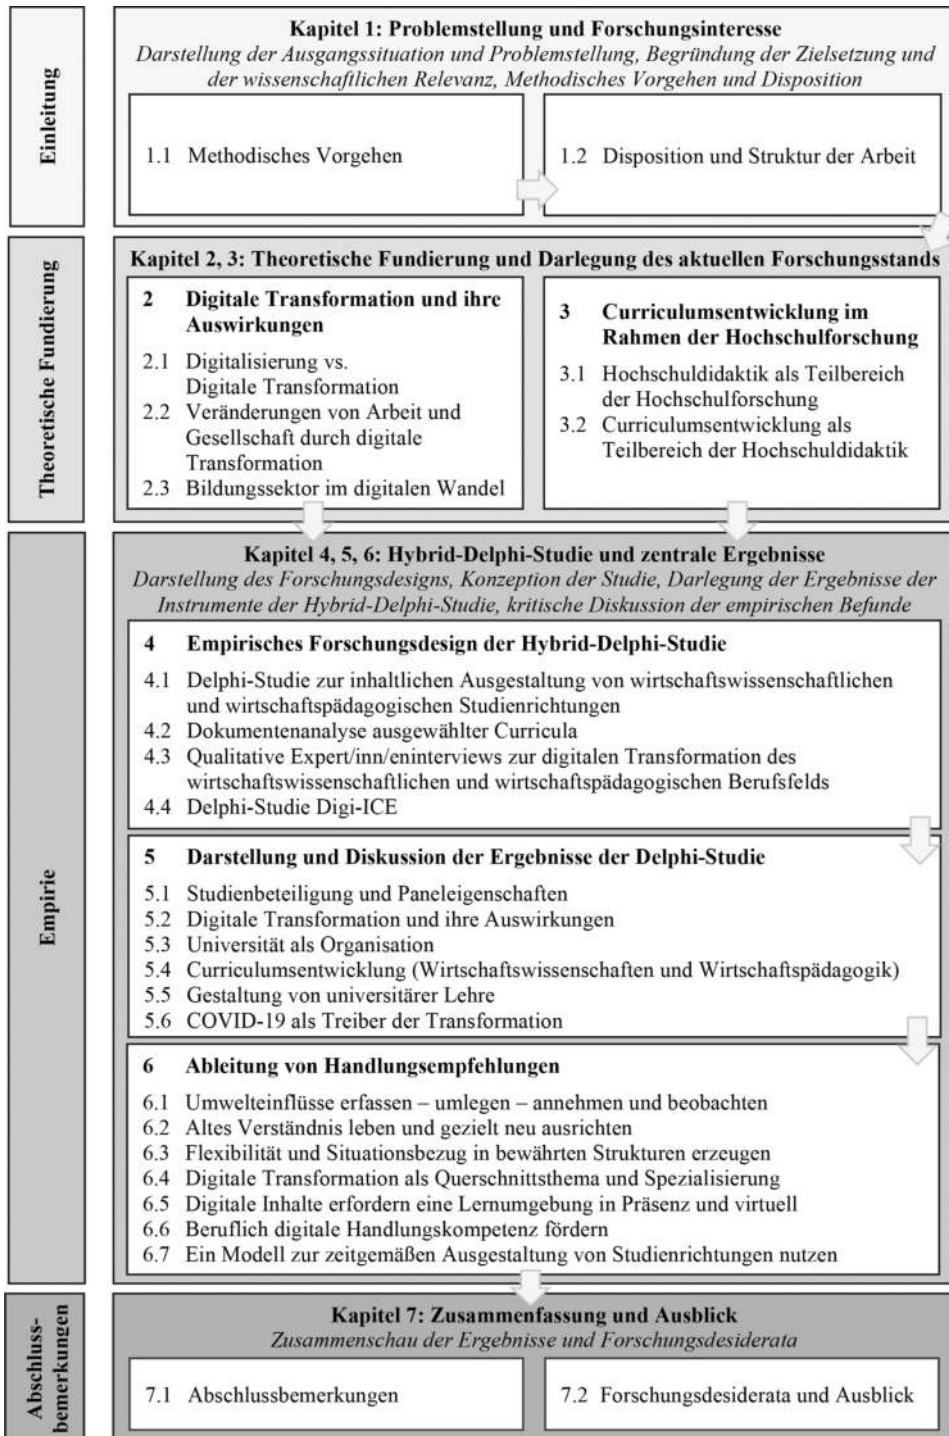 Einleitung
Kapitel 1: Problemstellung und Forschungsinteresse
Darstellung der Ausgangssituation und Problemstellung, Begründung der Zielsetzung und
der wissenschaftlichen Relevanz, Methodisches Vorgehen und Disposition
1.1 Methodisches Vorgehen
1.2 Disposition und Struktur der Arbeit
Theoretische Fundierung
Kapitel 2, 3: Theoretische Fundierung und Darlegung des aktuellen Forschungsstands
2 Digitale Transformation und ihre
Auswirkungen
2.1 Digitalisierung vs.
Digitale Transformation
2.2 Veränderungen von Arbeit und
Gesellschaft durch digitale
Transformation
2.3 Bildungssektor im digitalen Wandel
3 Curriculumsentwicklung im
Rahmen der Hochschulforschung
3.1 Hochschuldidaktik als Teilbereich
der Hochschulforschung
3.2 Curriculumsentwicklung als
Teilbereich der Hochschuldidaktik
Empirie
Kapitel 4, 5, 6: Hybrid-Delphi-Studie und zentrale Ergebnisse
Darstellung des Forschungsdesigns, Konzeption der Studie, Darlegung der Ergebnisse der
Instrumente der Hybrid-Delphi-Studie, kritische Diskussion der empirischen Befunde
4 Empirisches Forschungsdesign der Hybrid-Delphi-Studie
4.1 Delphi-Studie zur inhaltlichen Ausgestaltung von wirtschaftswissenschaftlichen
und wirtschaftspädagogischen Studienrichtungen
4.2 Dokumentenanalyse ausgewählter Curricula
4.3 Qualitative Expert/inn/eninterviews zur digitalen Transformation des
wirtschaftswissenschaftlichen und wirtschaftspädagogischen Berufsfelds
4.4 Delphi-Studie Digi-ICE
5 Darstellung und Diskussion der Ergebnisse der Delphi-Studie
5.1 Studienbeteiligung und Paneleigenschaften
5.2 Digitale Transformation und ihre Auswirkungen
5.3 Universität als Organisation
5.4 Curriculumsentwicklung (Wirtschaftswissenschaften und Wirtschaftspädagogik)
5.5 Gestaltung von universitärer Lehre
5.6 COVID-19 als Treiber der Transformation
6 Ableitung von Handlungsempfehlungen
6.1 Umwelteinflüsse erfassen – umlegen – annehmen und beobachten
6.2 Altes Verständnis leben und gezielt neu ausrichten
6.3 Flexibilität und Situationsbezug in bewährten Strukturen erzeugen
6.4 Digitale Transformation als Querschnittsthema und Spezialisierung
6.5 Digitale Inhalte erfordern eine Lernumgebung in Präsenz und virtuell
6.6 Beruflich digitale Handlungskompetenz fördern
6.7 Ein Modell zur zeitgemäßen Ausgestaltung von Studienrichtungen nutzen
Abschluss-
bemerkungen
Kapitel 7: Zusammenfassung und Ausblick
Zusammenschau der Ergebnisse und Forschungsdesiderata
7.1 Abschlussbemerkungen
7.2 Forschungsdesiderata und Ausblick